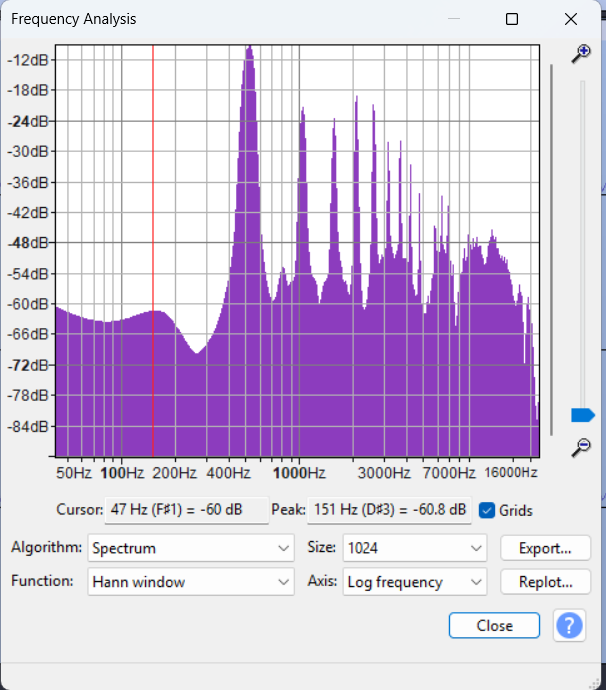 Frequency Analysis
-12dB
-18dB
-24dB
-30dB
-36dB
-42dB
-48dB
-54dB
-60dB
-66dB
-72dB
-78dB
-84dB
50Hz 100Hz 200Hz 400Hz 1000Hz 3000Hz 7000Hz 16000Hz
Cursor: 47 Hz (F♯1) = -60 dB Peak: 151 Hz (D♯3) = -60.8 dB Grids
Algorithm: Spectrum Size: 1024 Export...
Function: Hann window Axis: Log frequency Replot...
Close ?